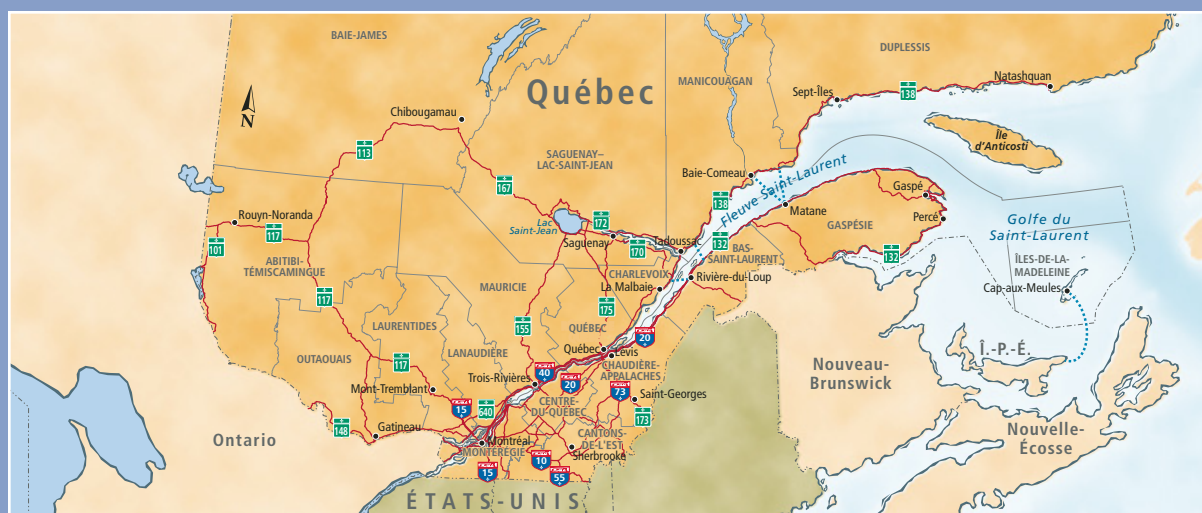 BAIE-JAMES
DUPLESSIS
MANICOUAGAN
Natashquan
Québec
Sept-Îles
138
N
Chibougamau
Île
d'Anticosti
113
SAGUENAY–
LAC-SAINT-JEAN
Baie-Comeau
Fleuve Saint-Laurent
167
138
Gaspé
Rouyn-Noranda
Lac
Saint-Jean
172
Matane
Percé
Golfe du
Saint-Laurent
117
101
Saguenay
170
Tadoussac
132
GASPÉSIE
132
BAS-
SAINT-LAURENT
ABITIBI-
TÉMISCAMINGUE
CHARLEVOIX
Rivière-du-Loup
ÎLES-DE-LA-
MADELEINE
La Malbaie
Cap-aux-Meules
MAURICIE
117
175
LAURENTIDES
155
QUÉBEC
20
Québec
Lévis
LANAUDIÈRE
OUTAOUAIS
117
CHAUDIÈRE-
APPALACHES
Î.-P.-É.
Nouveau-
Brunswick
40
Trois-Rivières
20
Mont-Tremblant
73
Saint-Georges
15
640
CENTRE-
DU-QUÉBEC
173
148
Gatineau
Ontario
Montréal
MONTÉRÉGIE
CANTONS-
DE-L'EST
Sherbrooke
Nouvelle-
Écosse
15
10
55
ÉTATS-UNIS